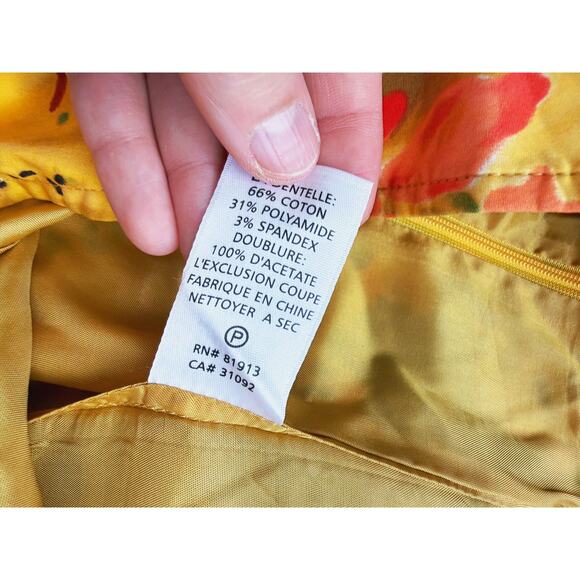 DENTELLE:
66% COTON
31% POLYAMIDE
3% SPANDEX
DOUBLURE:
100% D'ACETATE
L'EXCLUSION COUPE
FABRIQUE EN CHINE
NETTOYER A SEC
P
RN# 81913
CA# 31092